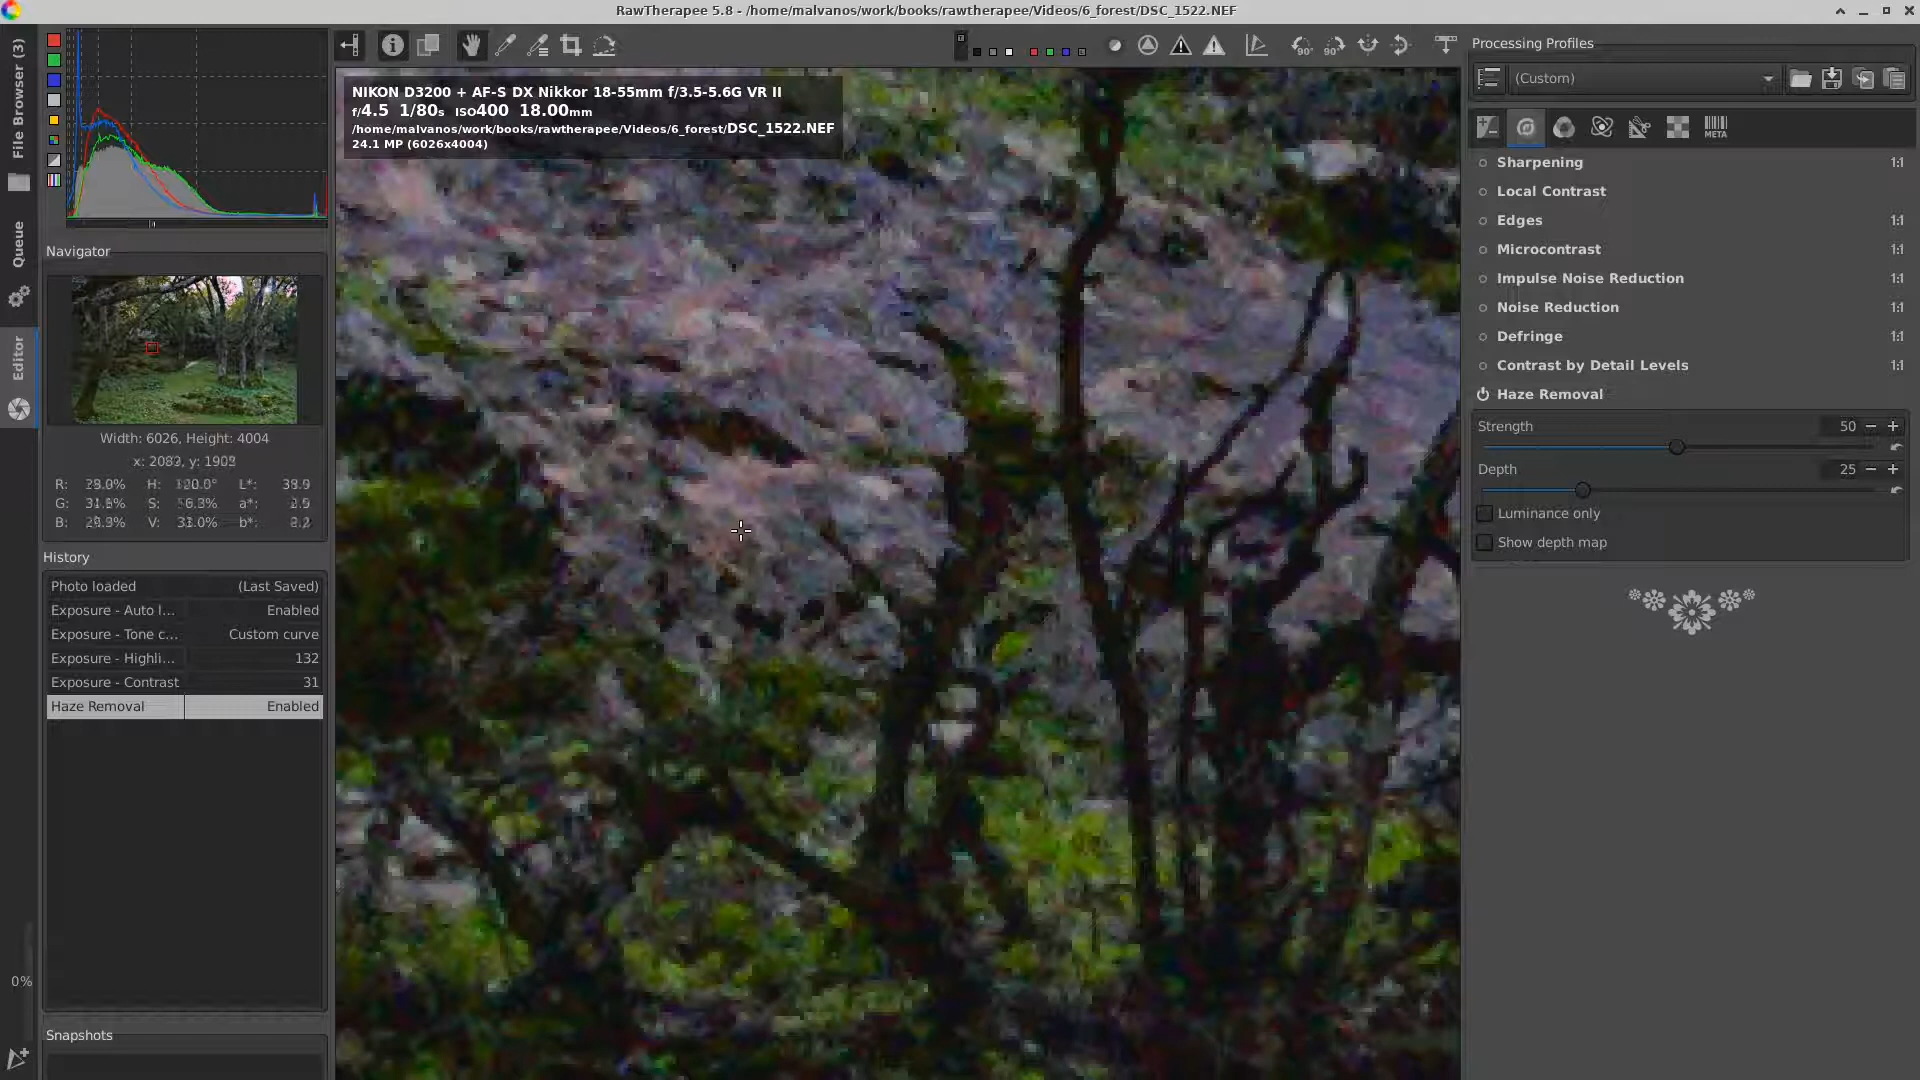 RawTherapee 5.8 - /home/malvanos/work/books/rawtherapee/Videos/6_forest/DSC_1522.NEF
File Browser (3)
Queue
Editor
0%
Navigator
Width: 6026, Height: 4004
R:
H:
L*:
G:
S:
a*:
B:
V:
b*:
History
Photo loaded (Last Saved)
Exposure - Auto l... Enabled
Exposure - Tone c... Custom curve
Exposure - Highli... 132
Exposure - Contrast 31
Haze Removal Enabled
Snapshots
NIKON D3200 + AF-S DX Nikkor 18-55mm f/3.5-5.6G VR II
f/4.5 1/80s ISO400 18.00mm
/home/malvanos/work/books/rawtherapee/Videos/6_forest/DSC_1522.NEF
24.1 MP (6026x4004)
90°
90°
Processing Profiles
(Custom)
META
Sharpening 1:1
Local Contrast
Edges 1:1
Microcontrast 1:1
Impulse Noise Reduction 1:1
Noise Reduction 1:1
Defringe 1:1
Contrast by Detail Levels 1:1
Haze Removal
Strength 50
Depth 25
Luminance only
Show depth map